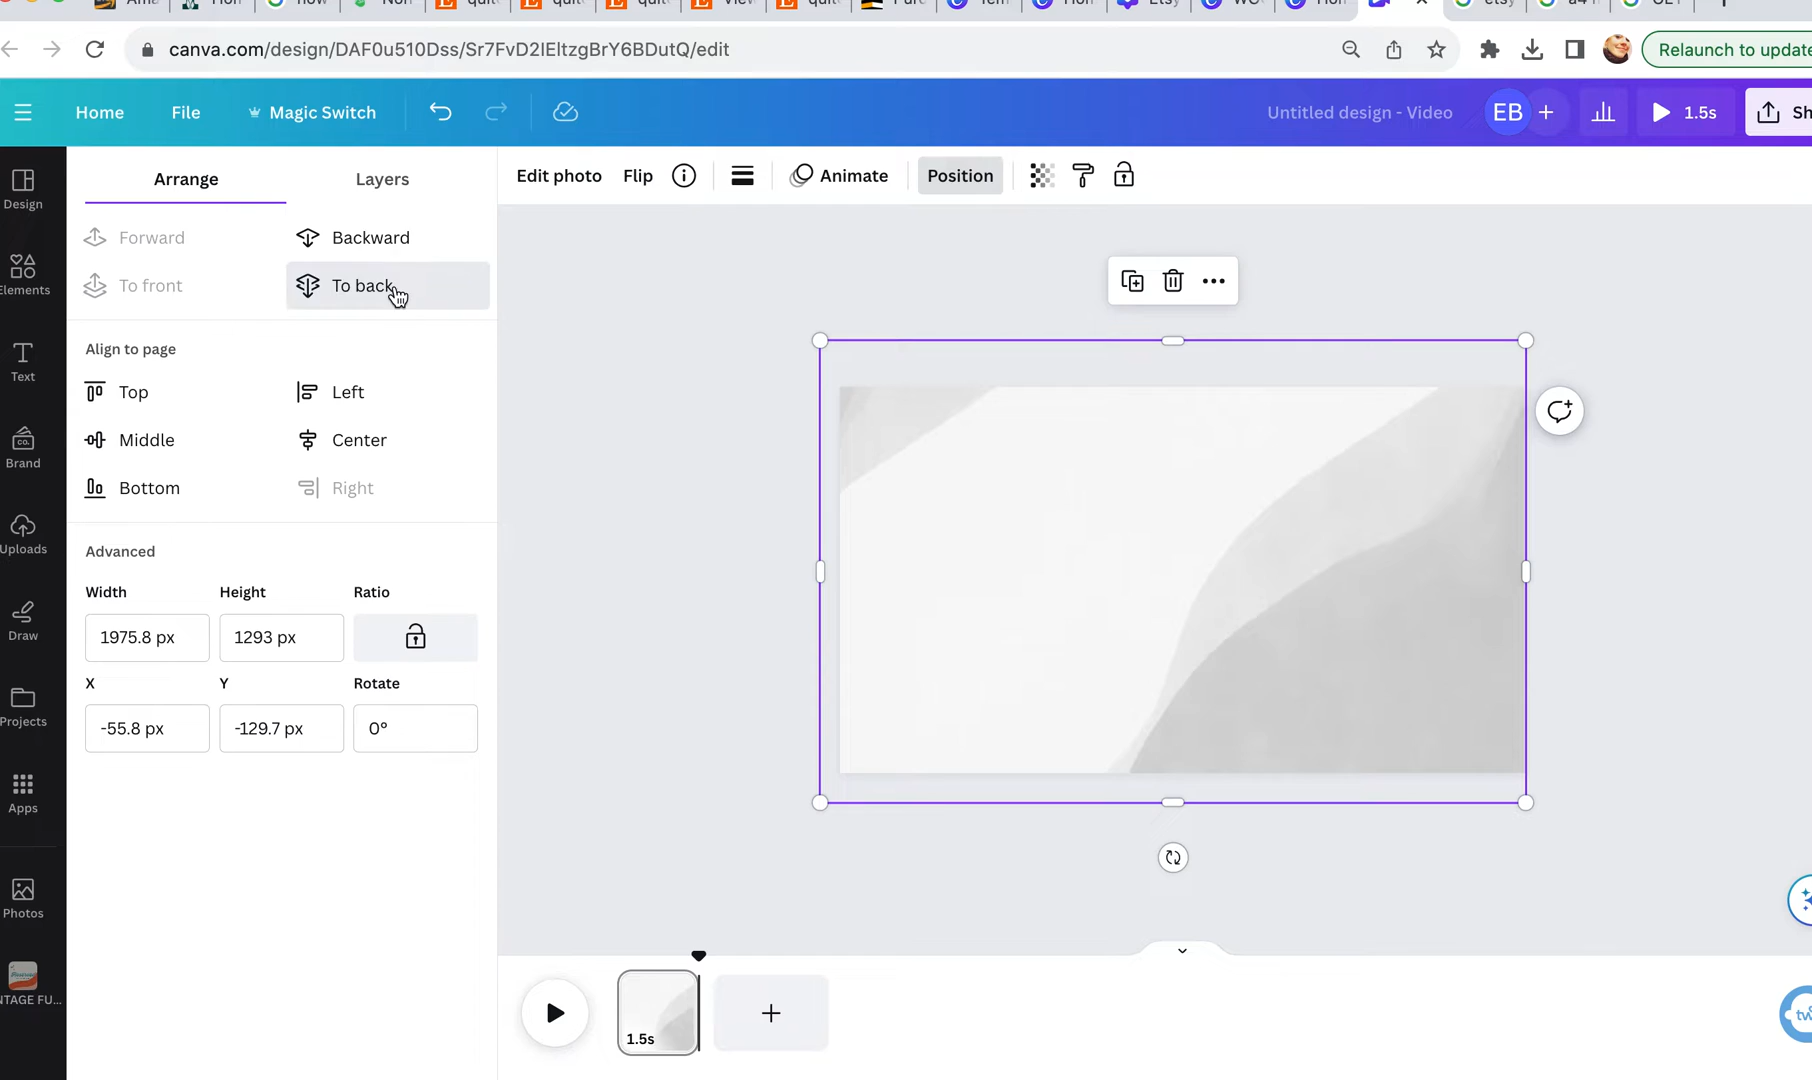 canva.com/design/DAF0u510Dss/Sr7FvD2IEltzgBrY6BDutQ/edit
Relaunch to update
Home
File
Magic Switch
Untitled design - Video
EB
1.5s
Sh
Design
Elements
Text
Brand
Uploads
Draw
Projects
Apps
Photos
NTAGE FU...
Arrange
Layers
Forward
Backward
To front
To back
Align to page
Top
Left
Middle
Center
Bottom
Right
Advanced
Width
Height
Ratio
1975.8 px
1293 px
X
Y
Rotate
-55.8 px
-129.7 px
0°
Edit photo
Flip
Animate
Position
1.5s